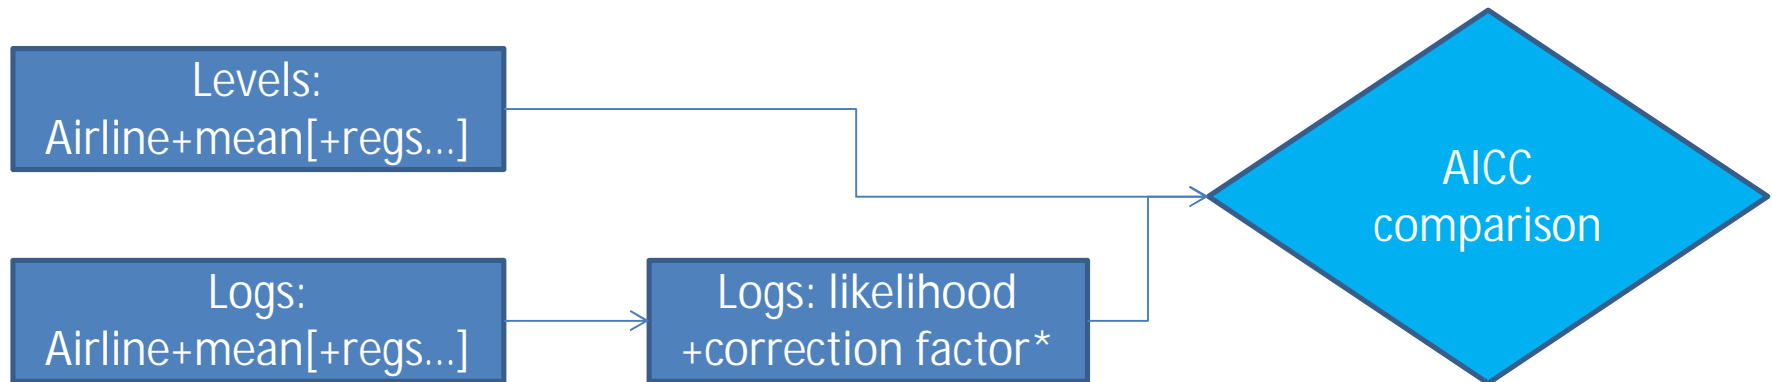 Levels:
Airline+mean[+regs...]
Logs:
Airline+mean[+regs...]
Logs: likelihood
+correction factor*
AICC
comparison